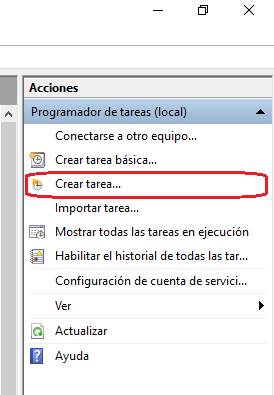 Acciones
Programador de tareas (local)
Conectarse a otro equipo...
Crear tarea básica...
Crear tarea...
Importar tarea...
Mostrar todas las tareas en ejecución
Habilitar el historial de todas las tar...
Configuración de cuenta de servici...
Ver
Actualizar
Ayuda